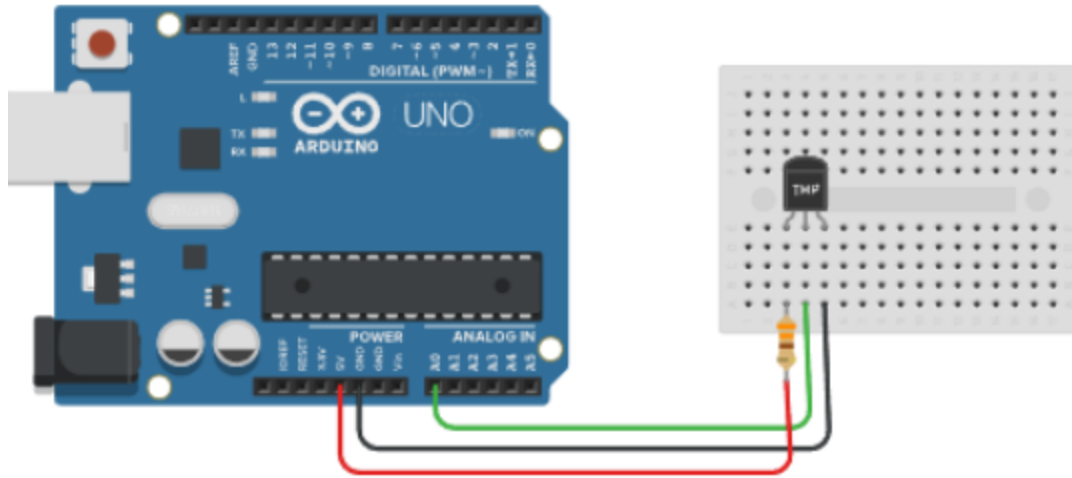 AREF
GND
13
12
~11
~10
~9
8
7
~6
~5
4
~3
2
TX→1
RX←0
DIGITAL (PWM~)
L
TX
RX
ARDUINO
UNO
ON
TMP
POWER
ANALOG IN
IOREF
RESET
3.3V
5V
GND
GND
Vin
A0
A1
A2
A3
A4
A5